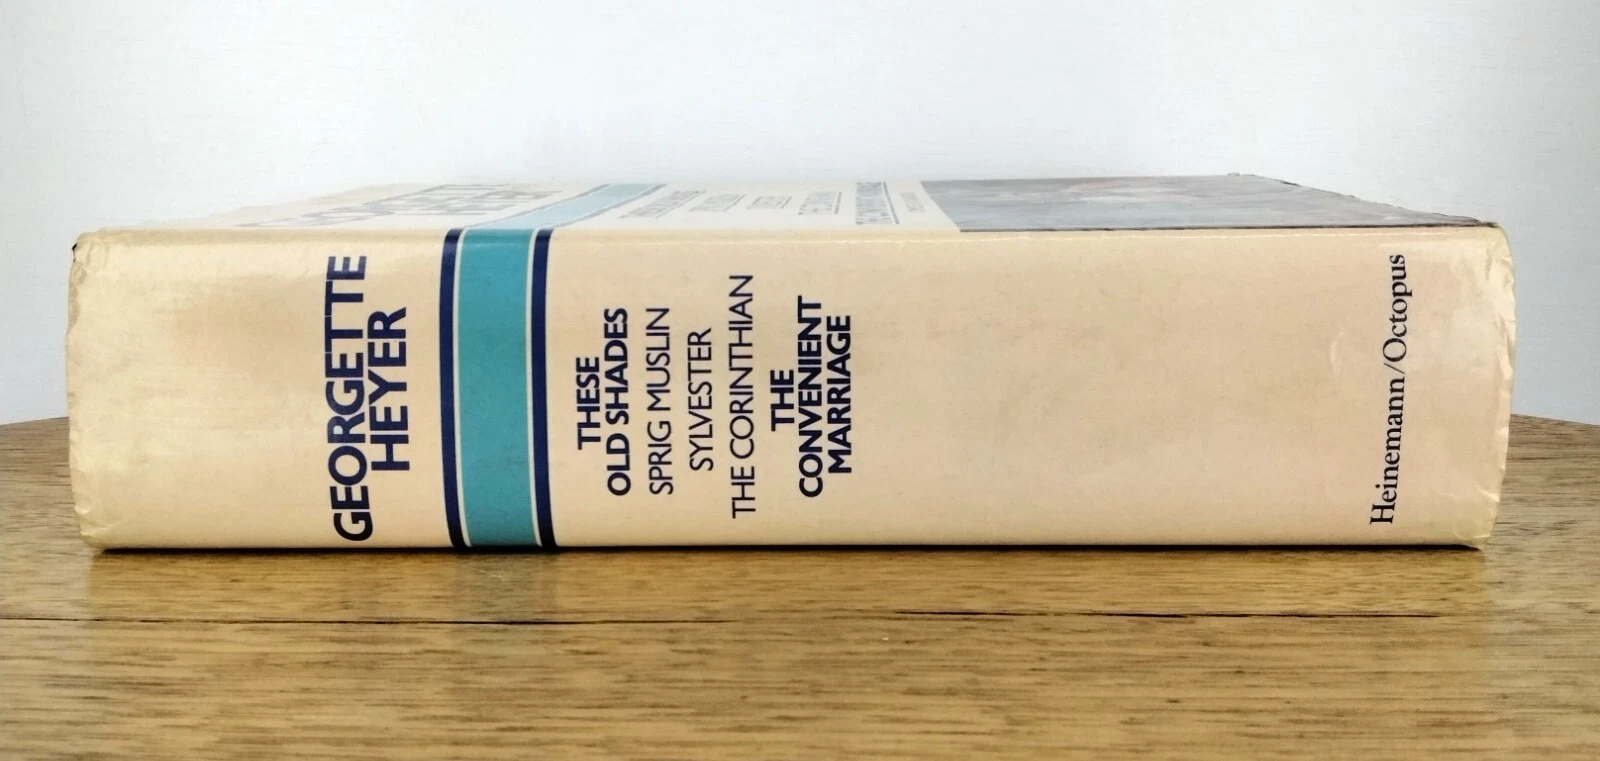 GEORGETTE
HEYER
THESE
OLD SHADES
SPRIG MUSLIN
SYLVESTER
THE CORINTHIAN
THE
CONVENIENT
MARRIAGE
Heinemann/Octopus